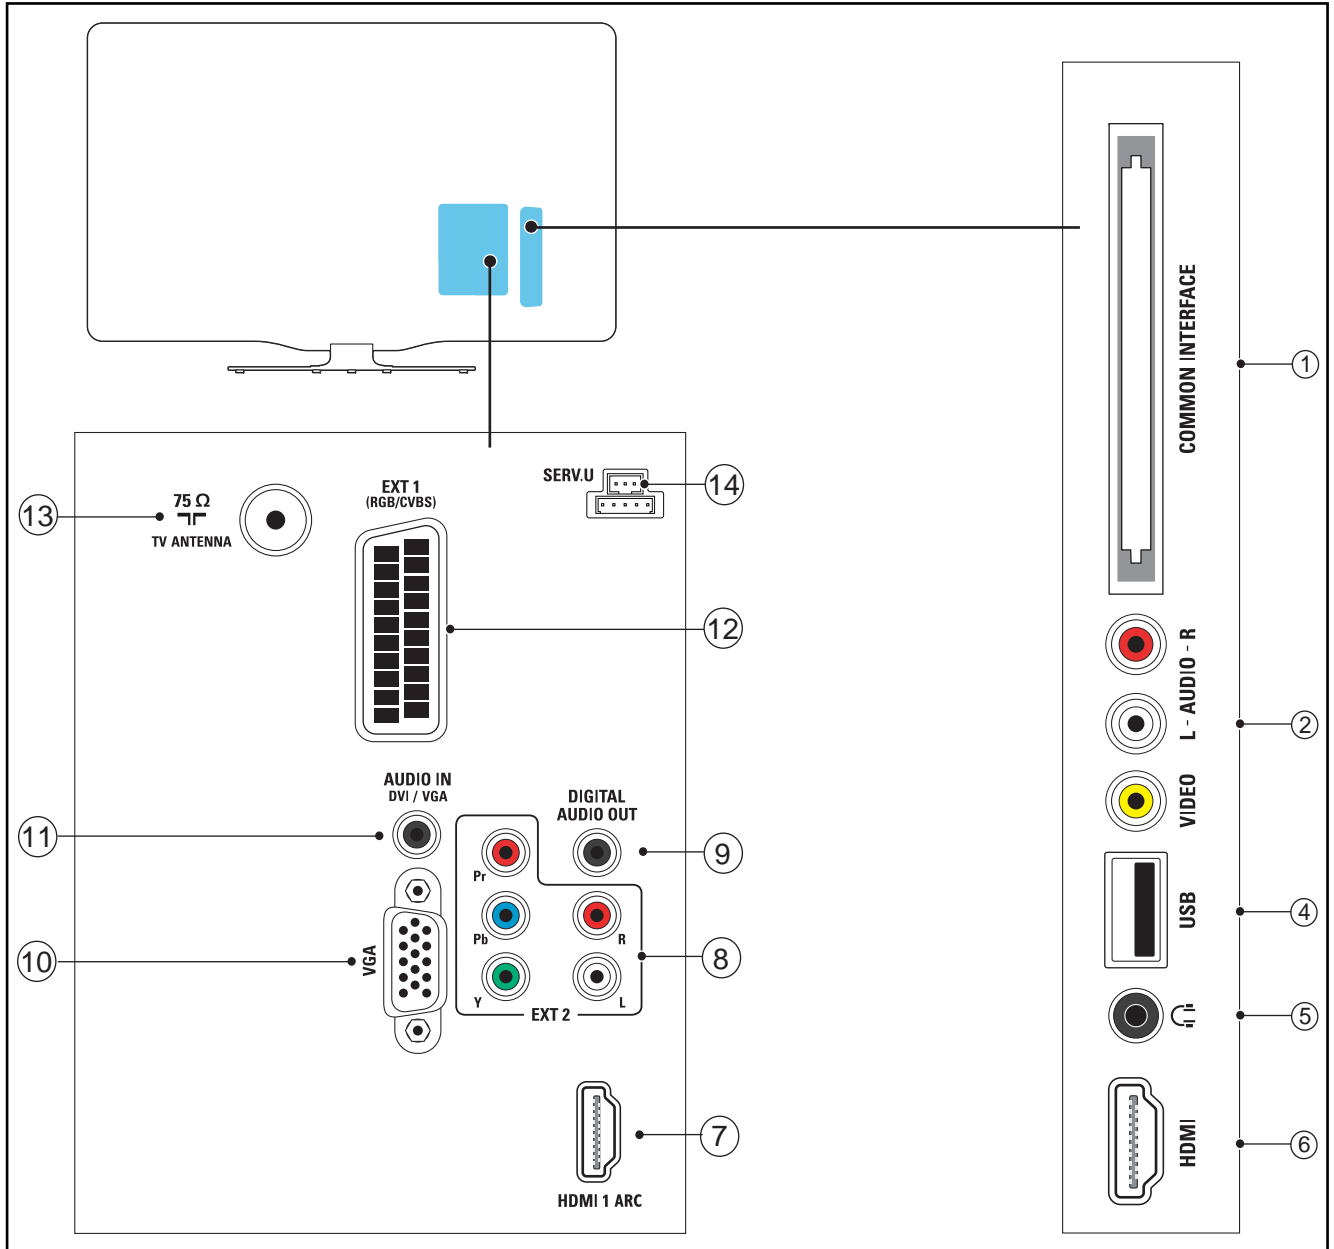 COMMON INTERFACE
1
L - AUDIO - R
2
VIDEO
USB
4
5
HDMI
6
13
75 Ω
TV ANTENNA
EXT 1
(RGB/CVBS)
SERV.U
14
12
AUDIO IN
DVI / VGA
11
DIGITAL
AUDIO OUT
9
Pr
Pb
R
Y
L
EXT 2
8
VGA
10
7
HDMI 1 ARC